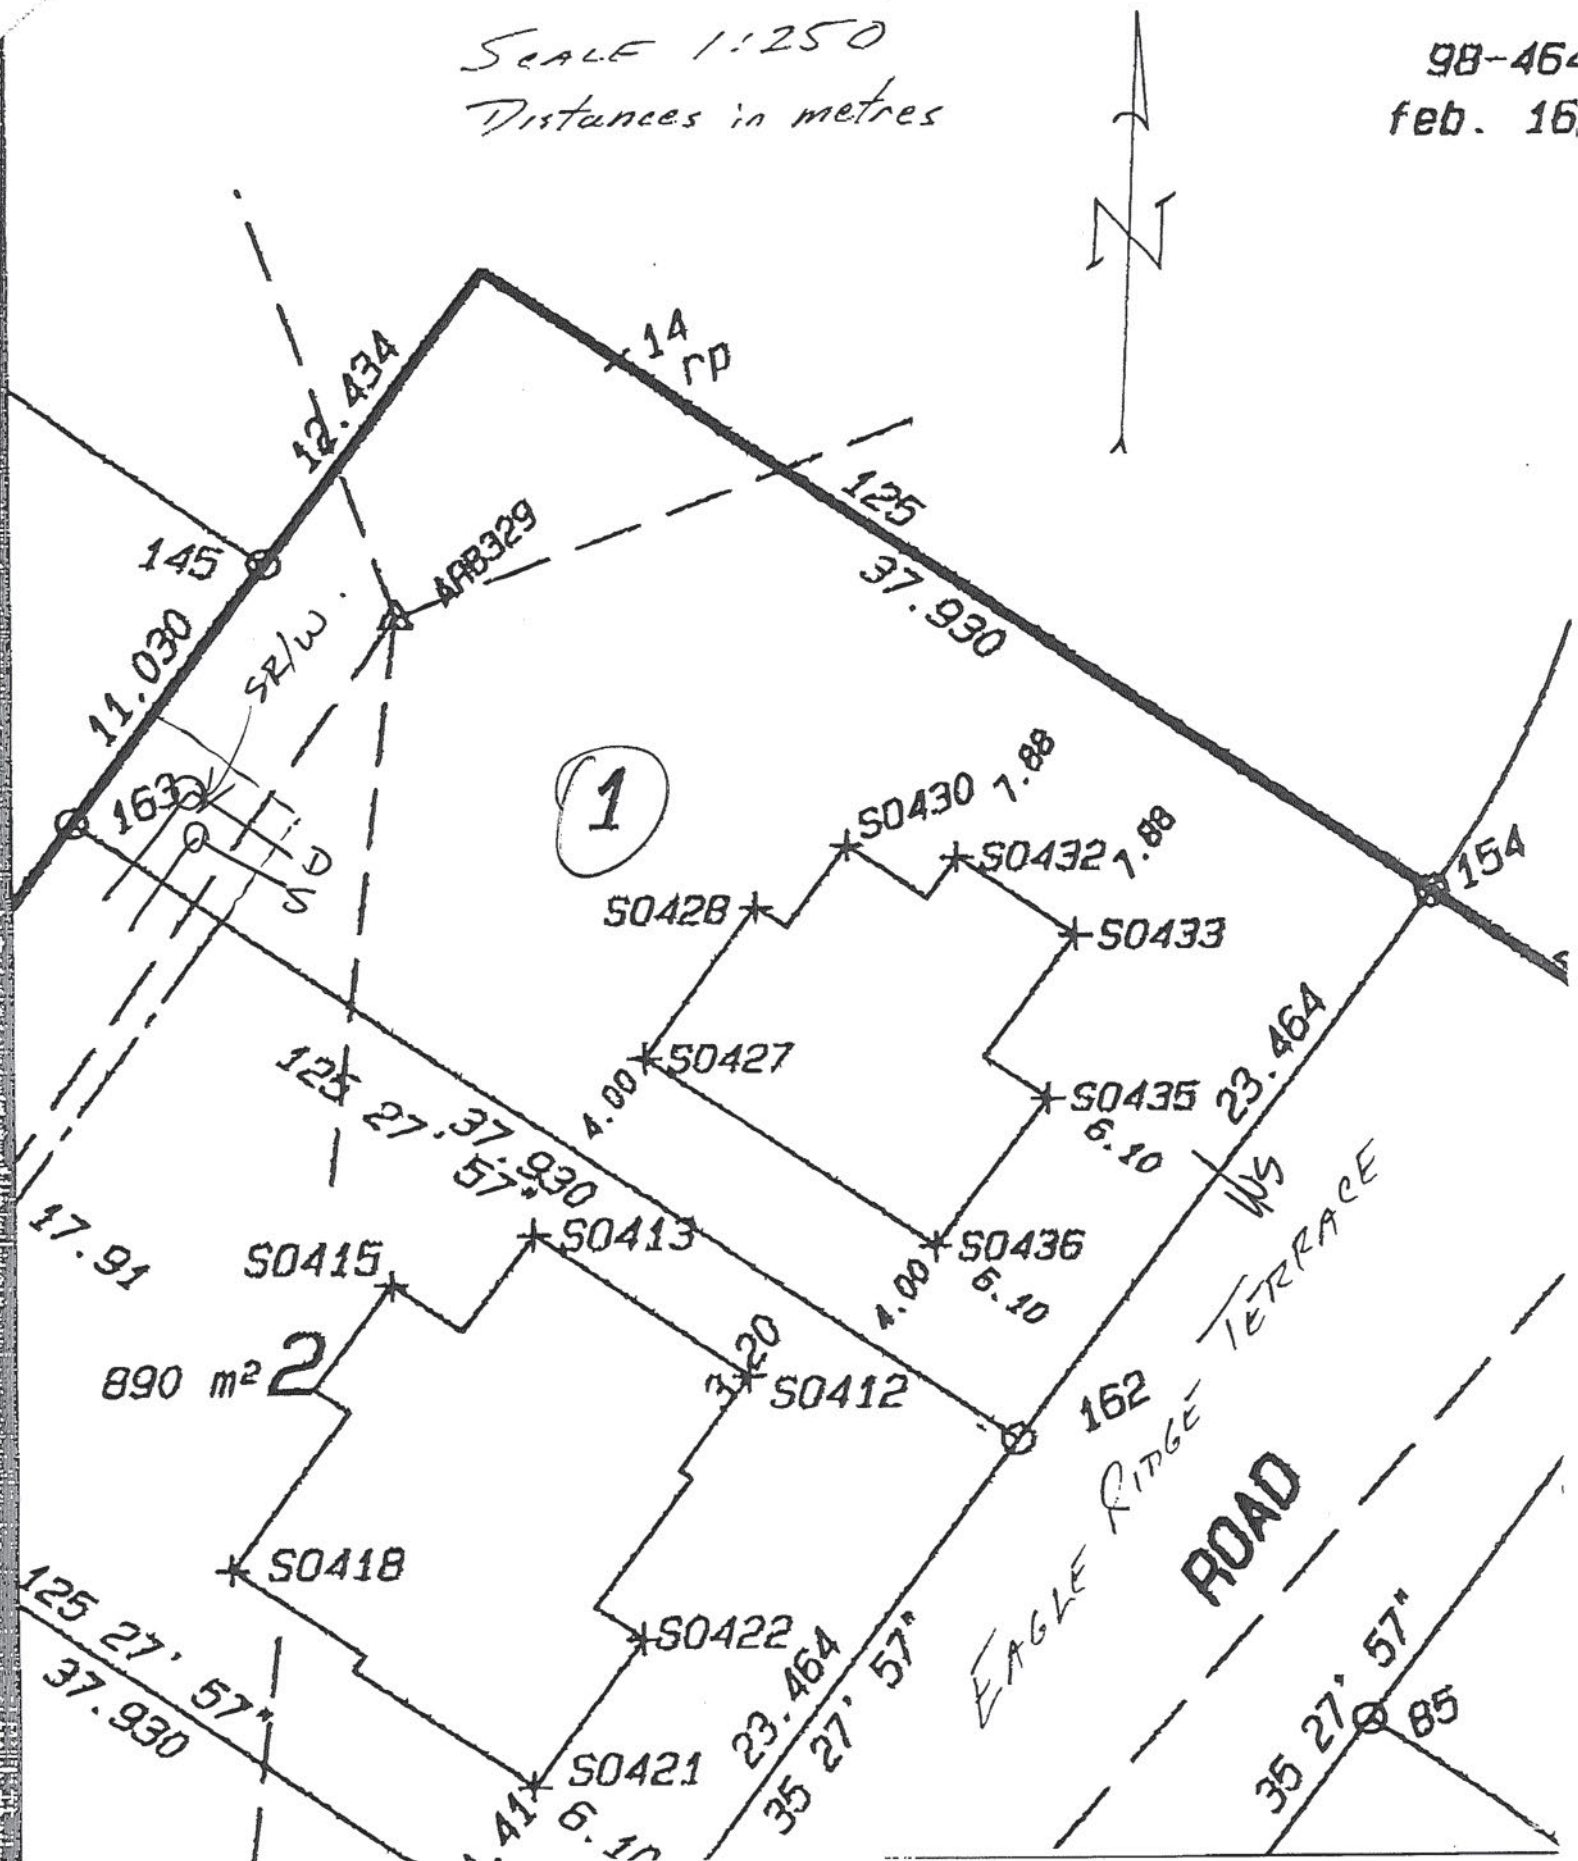 SCALE 1:250
Distances in metres
98-464
feb. 16
N
14
rp
12.434
125
37.930
145
AAB329
11.030
SR/W.
163
D
S
1
S0430 1.88
S0432 1.88
S0428
S0433
154
S0427
4.00
S0435
6.10
23.464
WS
125 27' 57"
37.930
S0436
4.00
6.10
17.91
S0413
S0415
890 m² 2
3.20
S0412
162
EAGLE RIDGE TERRACE
ROAD
S0418
S0422
125 27' 57"
37.930
23.464
35 27' 57"
S0421
.41
6.10
35 27' 57"
85